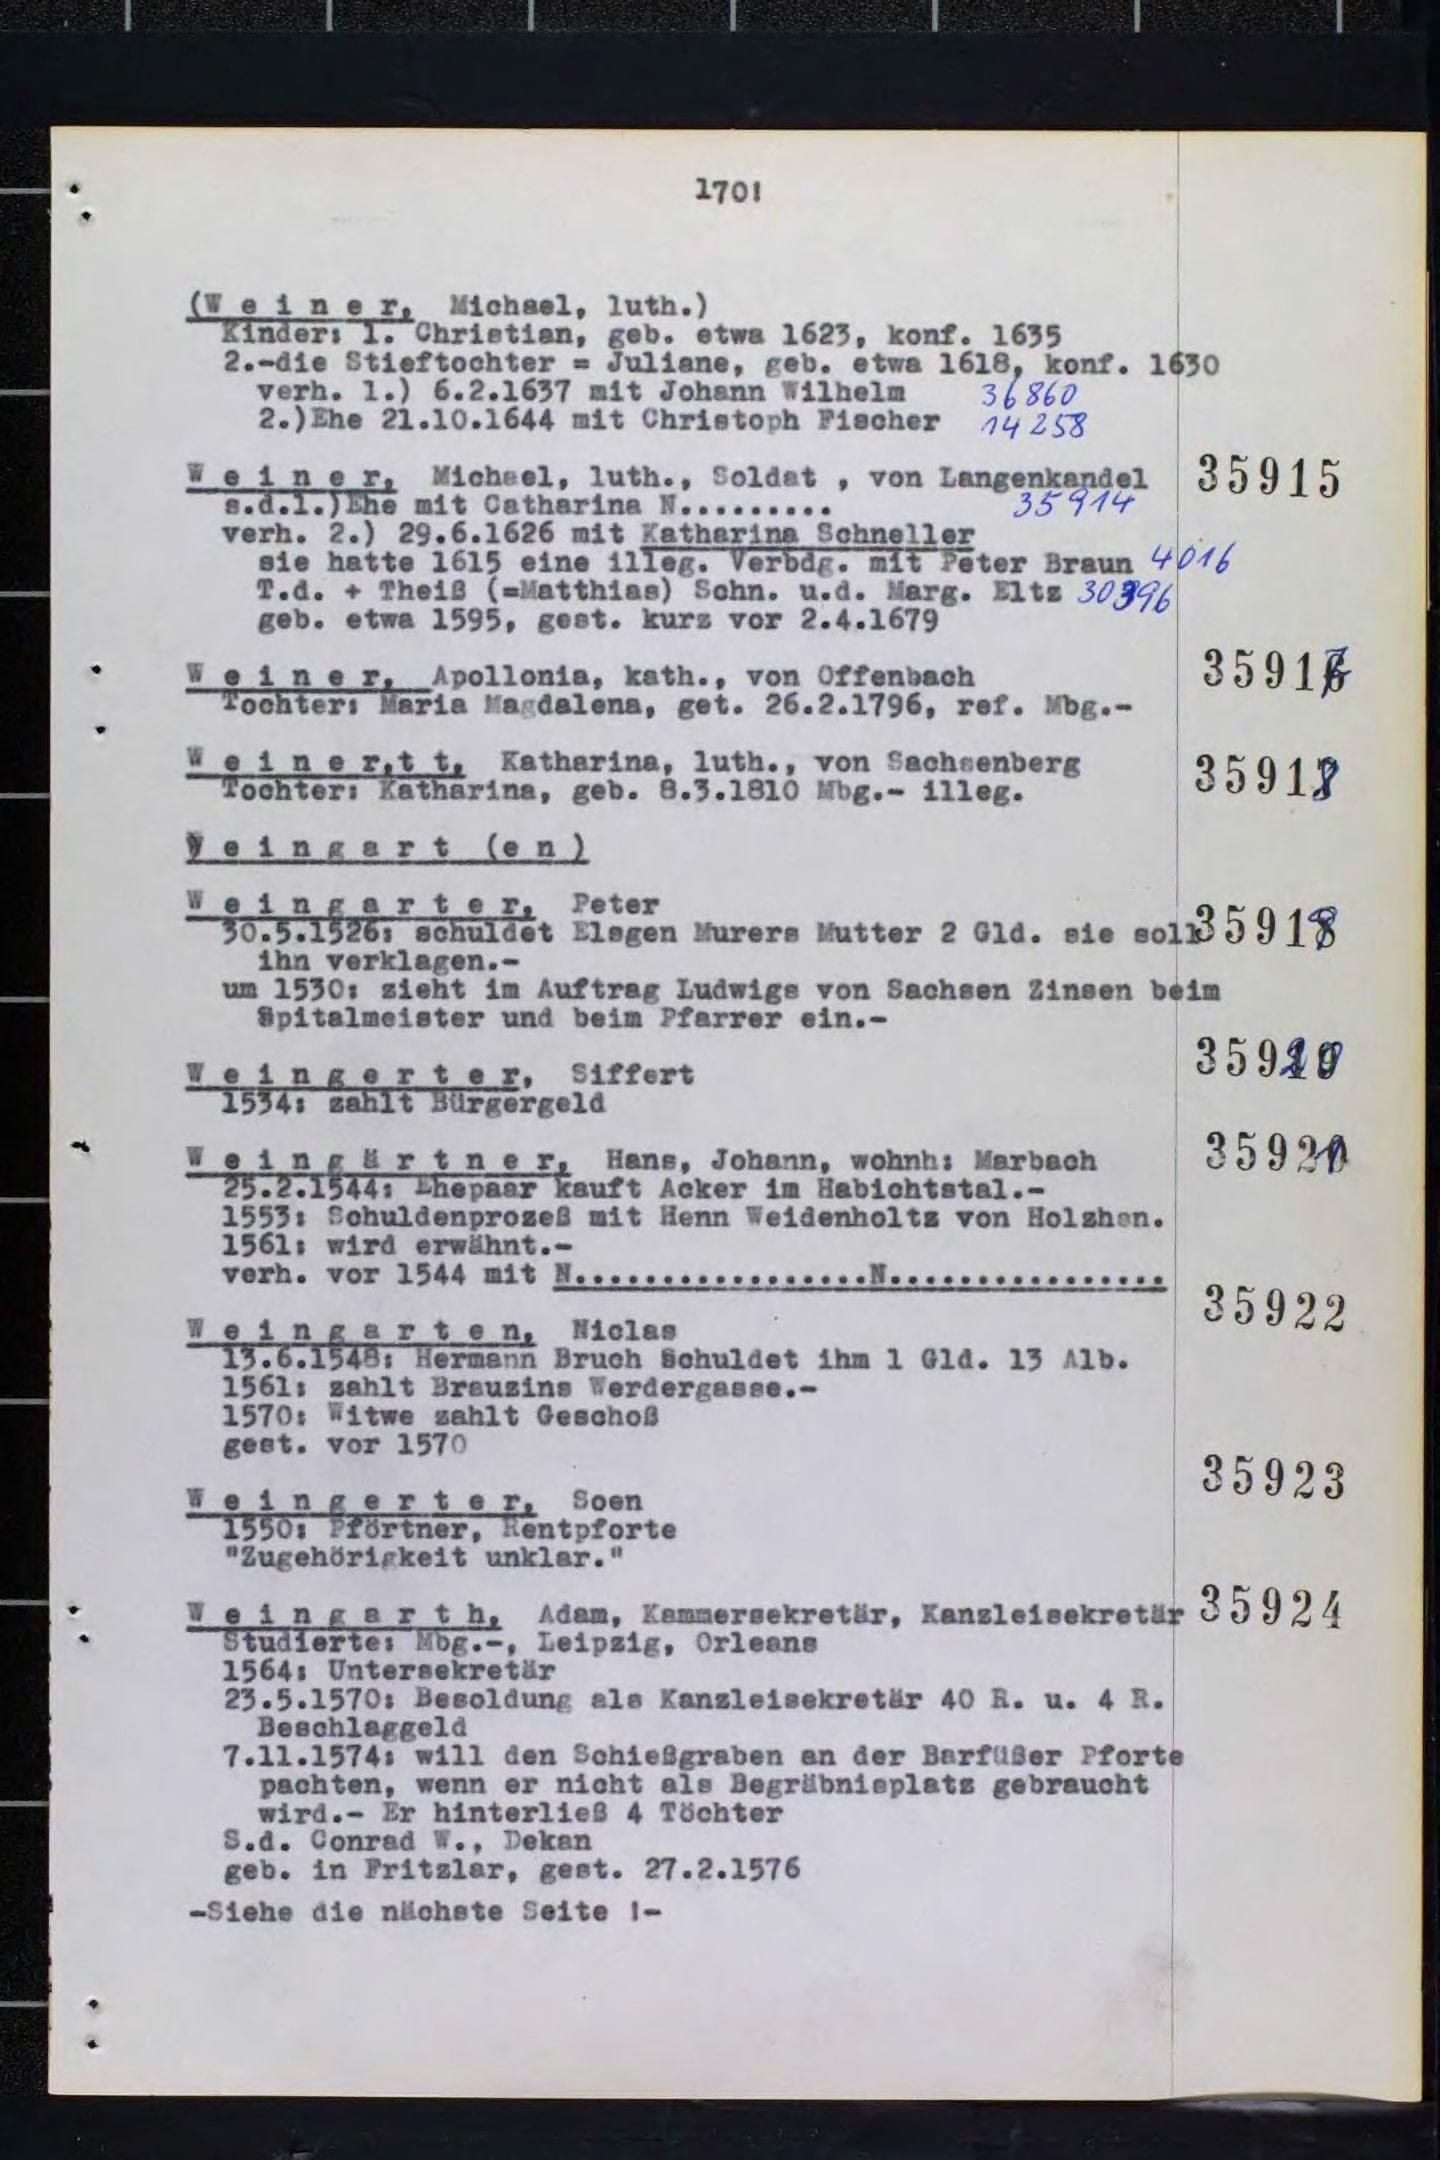 1701
(W e i n e r, Michael, luth.)
Kinder: 1. Christian, geb. etwa 1623, konf. 1635
2.-die Stieftochter = Juliane, geb. etwa 1618, konf. 1630
verh. 1.) 6.2.1637 mit Johann Wilhelm 36860
2.)Ehe 21.10.1644 mit Christoph Fischer 14258
W e i n e r, Michael, luth., Soldat , von Langenkandel 35915
s.d.1.)Ehe mit Catharina N......... 35914
verh. 2.) 29.6.1626 mit Katharina Schneller
sie hatte 1615 eine illeg. Verbdg. mit Peter Braun 4016
T.d. + Theiß (=Matthias) Schn. u.d. Marg. Eltz 30396
geb. etwa 1595, gest. kurz vor 2.4.1679
W e i n e r, Apollonia, kath., von Offenbach 35917
Tochter: Maria Magdalena, get. 26.2.1796, ref. Mbg.-
W e i n e r,t t, Katharina, luth., von Sachsenberg 35918
Tochter: Katharina, geb. 8.3.1810 Mbg.- illeg.
W e i n g a r t (e n)
W e i n g a r t e r, Peter
30.5.1526: schuldet Elsgen Murers Mutter 2 Gld. sie soll 35919
ihn verklagen.-
um 1530: zieht im Auftrag Ludwigs von Sachsen Zinsen beim
Spitalmeister und beim Pfarrer ein.-
W e i n g e r t e r, Siffert 35920
1534: zahlt Bürgergeld
W e i n g ä r t n e r, Hans, Johann, wohnh: Marbach 35921
25.2.1544: Ehepaar kauft Acker im Habichtstal.-
1553: Schuldenprozeß mit Henn Weidenholtz von Holzhsn.
1561: wird erwähnt.-
verh. vor 1544 mit N.................N................
W e i n g a r t e n, Niclas 35922
13.6.1548: Hermann Bruch Schuldet ihm 1 Gld. 13 Alb.
1561: zahlt Brauzins Werdergasse.-
1570: Witwe zahlt Geschoß
gest. vor 1570
W e i n g e r t e r, Soen 35923
1550: Pförtner, Rentpforte
"Zugehörigkeit unklar."
W e i n g a r t h, Adam, Kammersekretär, Kanzleisekretär 35924
Studierte: Mbg.-, Leipzig, Orleans
1564: Untersekretär
23.5.1570: Besoldung als Kanzleisekretär 40 R. u. 4 R.
Beschlaggeld
7.11.1574: will den Schießgraben an der Barfüßer Pforte
pachten, wenn er nicht als Begräbnisplatz gebraucht
wird.- Er hinterließ 4 Töchter
S.d. Conrad W., Dekan
geb. in Fritzlar, gest. 27.2.1576
-Siehe die nächste Seite !-